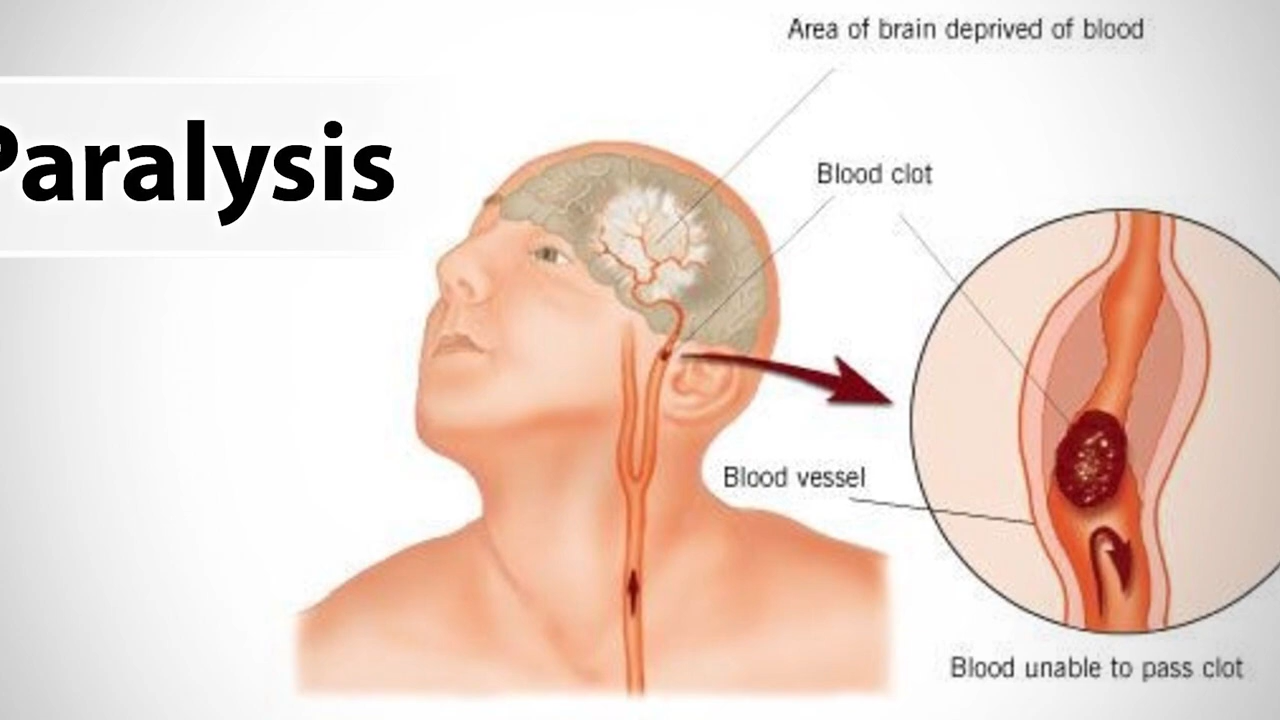 Paralysis
Area of brain deprived of blood
Blood clot
Blood vessel
Blood unable to pass clot